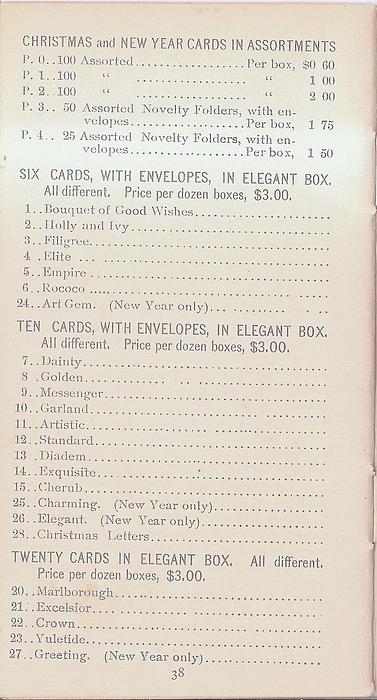 CHRISTMAS and NEW YEAR CARDS IN ASSORTMENTS
P. 0..100 Assorted......................Per box, $0 60
P. 1..100 “ ...................... “ 1 00
P. 2..100 “ ...................... “ 2 00
P. 3.. 50 Assorted Novelty Folders, with en-
velopes......................Per box, 1 75
P. 4.. 25 Assorted Novelty Folders, with en-
velopes......................Per box, 1 50
SIX CARDS, WITH ENVELOPES, IN ELEGANT BOX.
All different. Price per dozen boxes, $3.00.
1..Bouquet of Good Wishes......................
2..Holly and Ivy......................
3..Filigree......................
4 .Elite ... ......................
5..Empire ......................
6..Rococo ......................
24..Art Gem. (New Year only)... .......... . ..
TEN CARDS, WITH ENVELOPES, IN ELEGANT BOX.
All different. Price per dozen boxes, $3.00.
7..Dainty......................
8 .Golden......................
9..Messenger......................
10..Garland......................
11..Artistic......................
12..Standard......................
13 .Diadem......................
14..Exquisite......................
15..Cherub......................
25..Charming. (New Year only)......................
26..Elegant. (New Year only)......................
28..Christmas Letters......................
TWENTY CARDS IN ELEGANT BOX. All different.
Price per dozen boxes, $3.00.
20..Marlborough......................
21..Excelsior......................
22..Crown......................
23..Yuletide......................
27..Greeting. (New Year only)......................
38